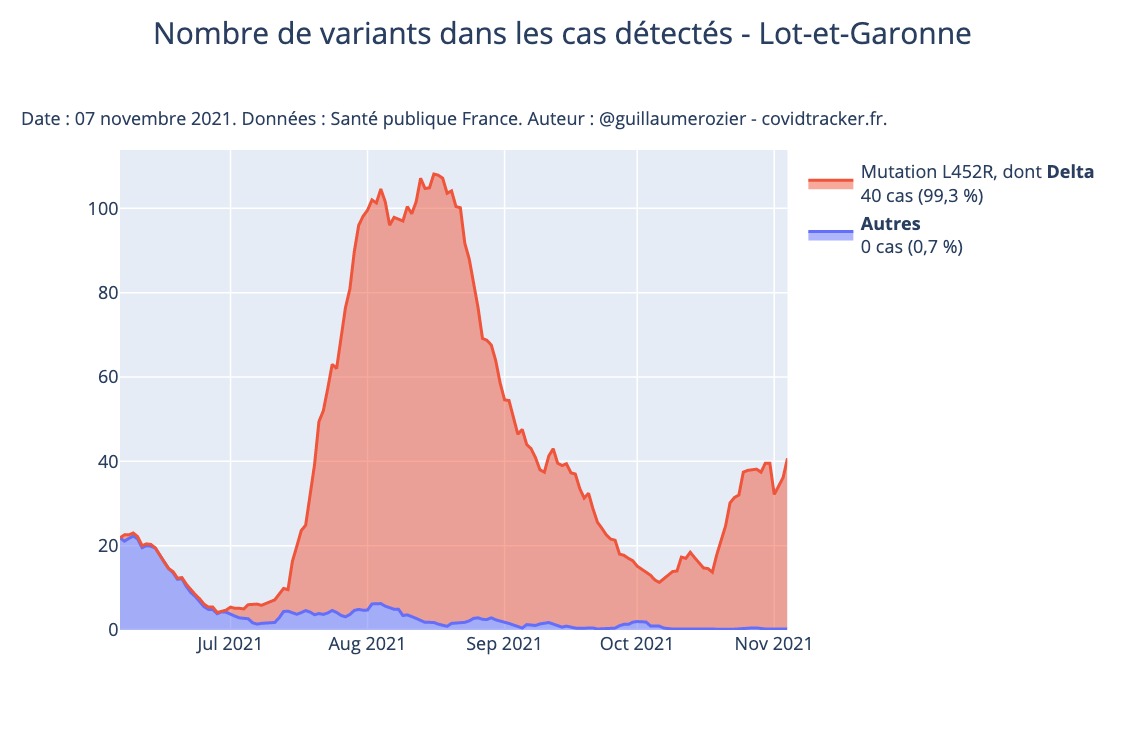 Nombre de variants dans les cas détectés - Lot-et-Garonne
Date : 07 novembre 2021. Données : Santé publique France. Auteur : @guillaumerozier - covidtracker.fr.
Mutation L452R, dont Delta
40 cas (99,3 %)
Autres
0 cas (0,7 %)
100
80
60
40
20
0
Jul 2021 Aug 2021 Sep 2021 Oct 2021 Nov 2021